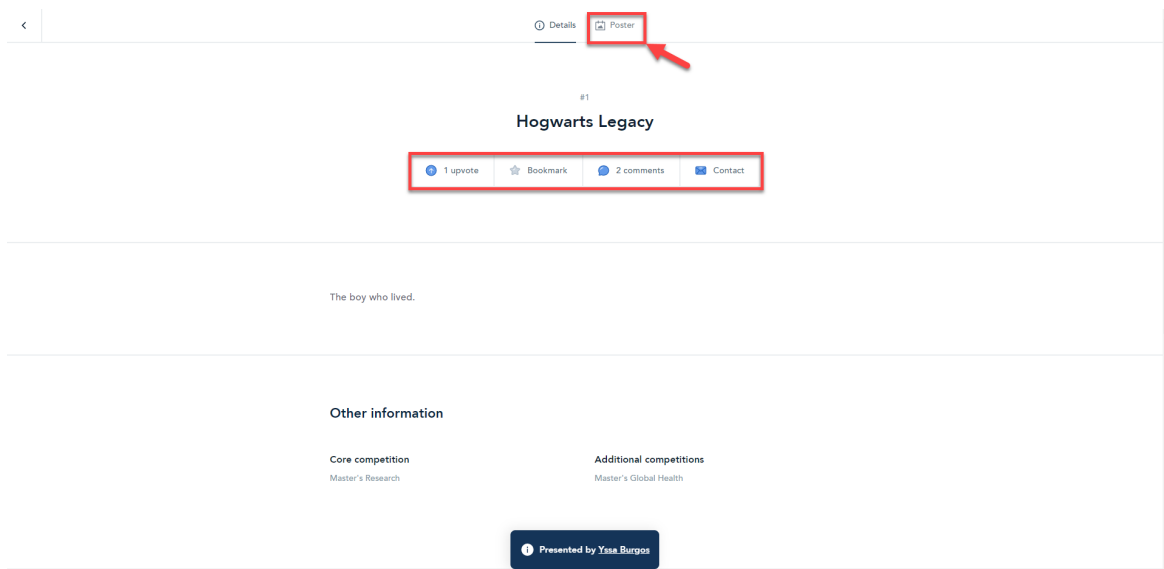 Details Poster
#1
Hogwarts Legacy
1 upvote Bookmark 2 comments Contact
The boy who lived.
Other information
Core competition Additional competitions
Master's Research Master's Global Health
Presented by Yssa Burgos